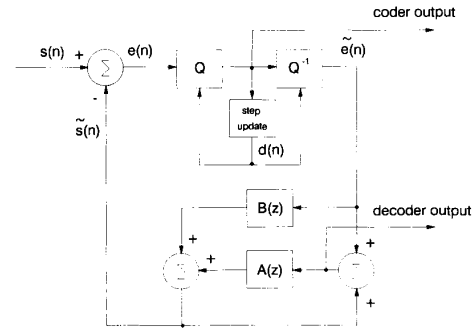 coder output
s(n)
+
Σ
e(n)
Q
Q⁻¹
ẽ(n)
-
s̃(n)
step
update
d(n)
B(z)
decoder output
+
+
+
Σ
+
A(z)
Σ
+